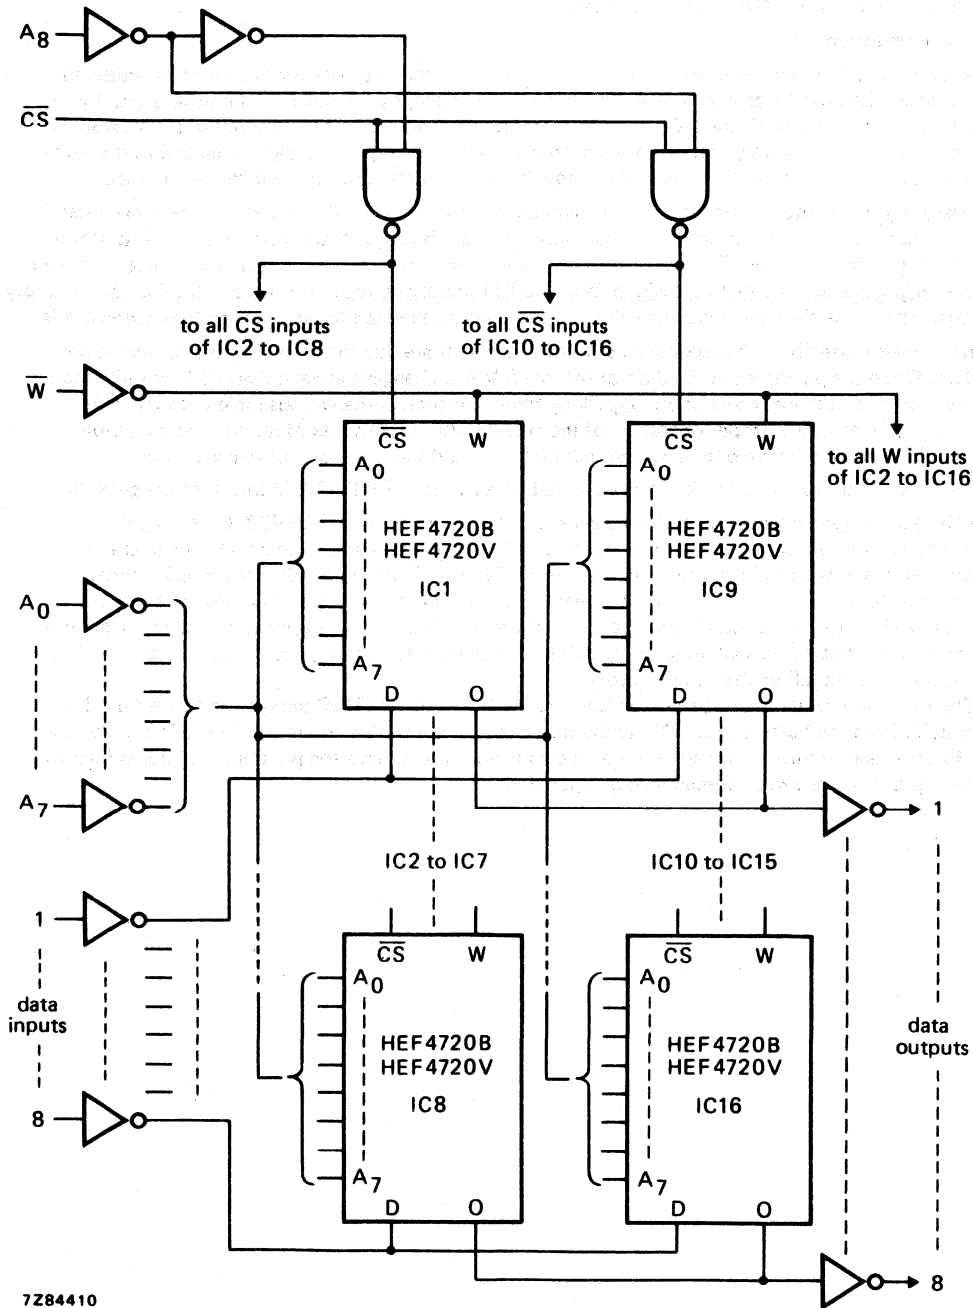 A8
CS
to all CS inputs
of IC2 to IC8
to all CS inputs
of IC10 to IC16
W
CS W
CS W
to all W inputs
of IC2 to IC16
A0
HEF4720B
HEF4720V
IC1
A7
D O
A0
HEF4720B
HEF4720V
IC9
A7
D O
A0
A7
1
IC2 to IC7
IC10 to IC15
1
data
inputs
8
CS W
A0
HEF4720B
HEF4720V
IC8
A7
D O
CS W
A0
HEF4720B
HEF4720V
IC16
A7
D O
data
outputs
8
7Z84410